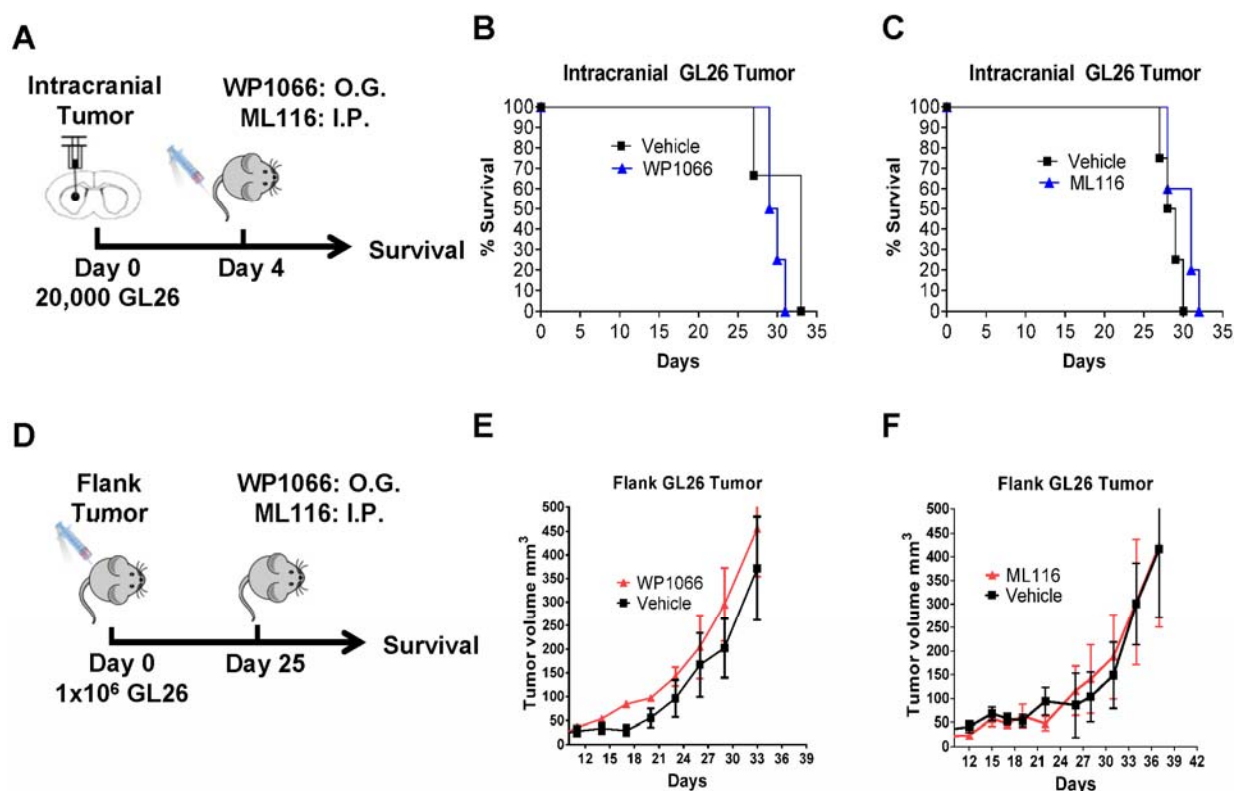 A
Intracranial
Tumor
WP1066: O.G.
ML116: I.P.
Day 0
20,000 GL26
Day 4
Survival
B
Intracranial GL26 Tumor
% Survival
100
90
80
70
60
50
40
30
20
10
0
Vehicle
WP1066
0 5 10 15 20 25 30 35
Days
C
Intracranial GL26 Tumor
% Survival
100
90
80
70
60
50
40
30
20
10
0
Vehicle
ML116
0 5 10 15 20 25 30 35
Days
D
Flank
Tumor
WP1066: O.G.
ML116: I.P.
Day 0
1x10⁶ GL26
Day 25
Survival
E
Flank GL26 Tumor
Tumor volume mm³
500
450
400
350
300
250
200
150
100
50
0
WP1066
Vehicle
12 15 18 21 24 27 30 33 36 39
Days
F
Flank GL26 Tumor
Tumor volume mm³
500
450
400
350
300
250
200
150
100
50
0
ML116
Vehicle
12 15 18 21 24 27 30 33 36 39 42
Days